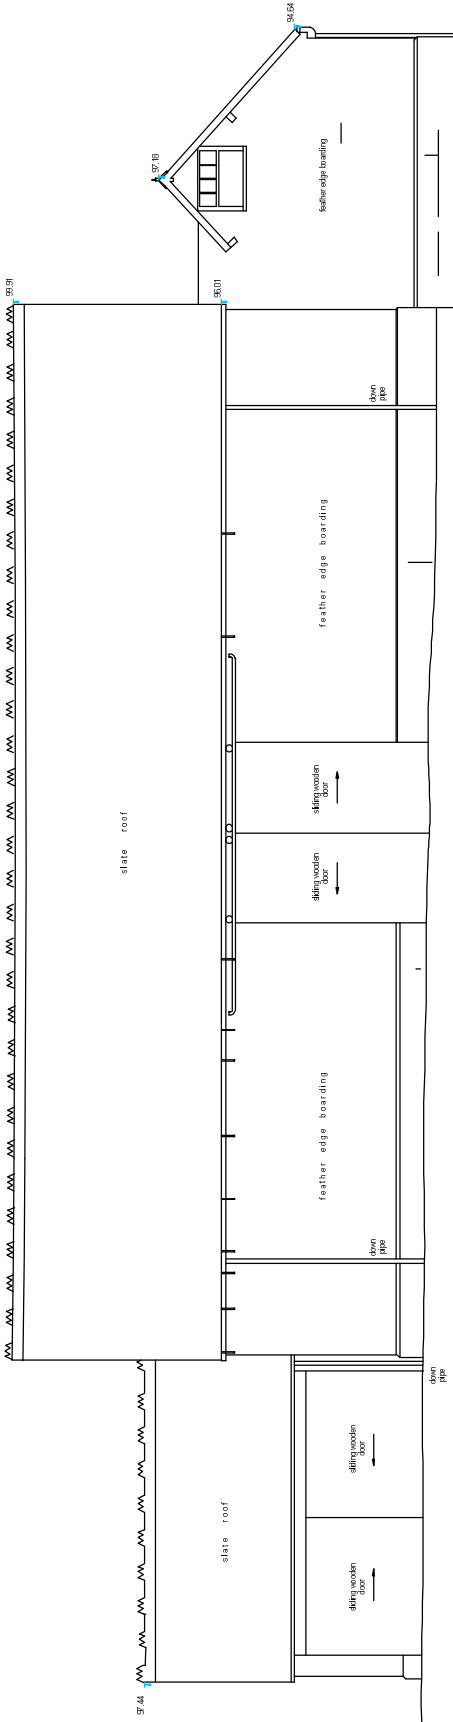 99.91
97.44
97.18
94.64
96.01
slate roof
slate roof
feather edge boarding
feather edge boarding
feather edge boarding
sliding wooden
door
sliding wooden
door
sliding wooden
door
sliding wooden
door
down
pipe
down
pipe
down
pipe